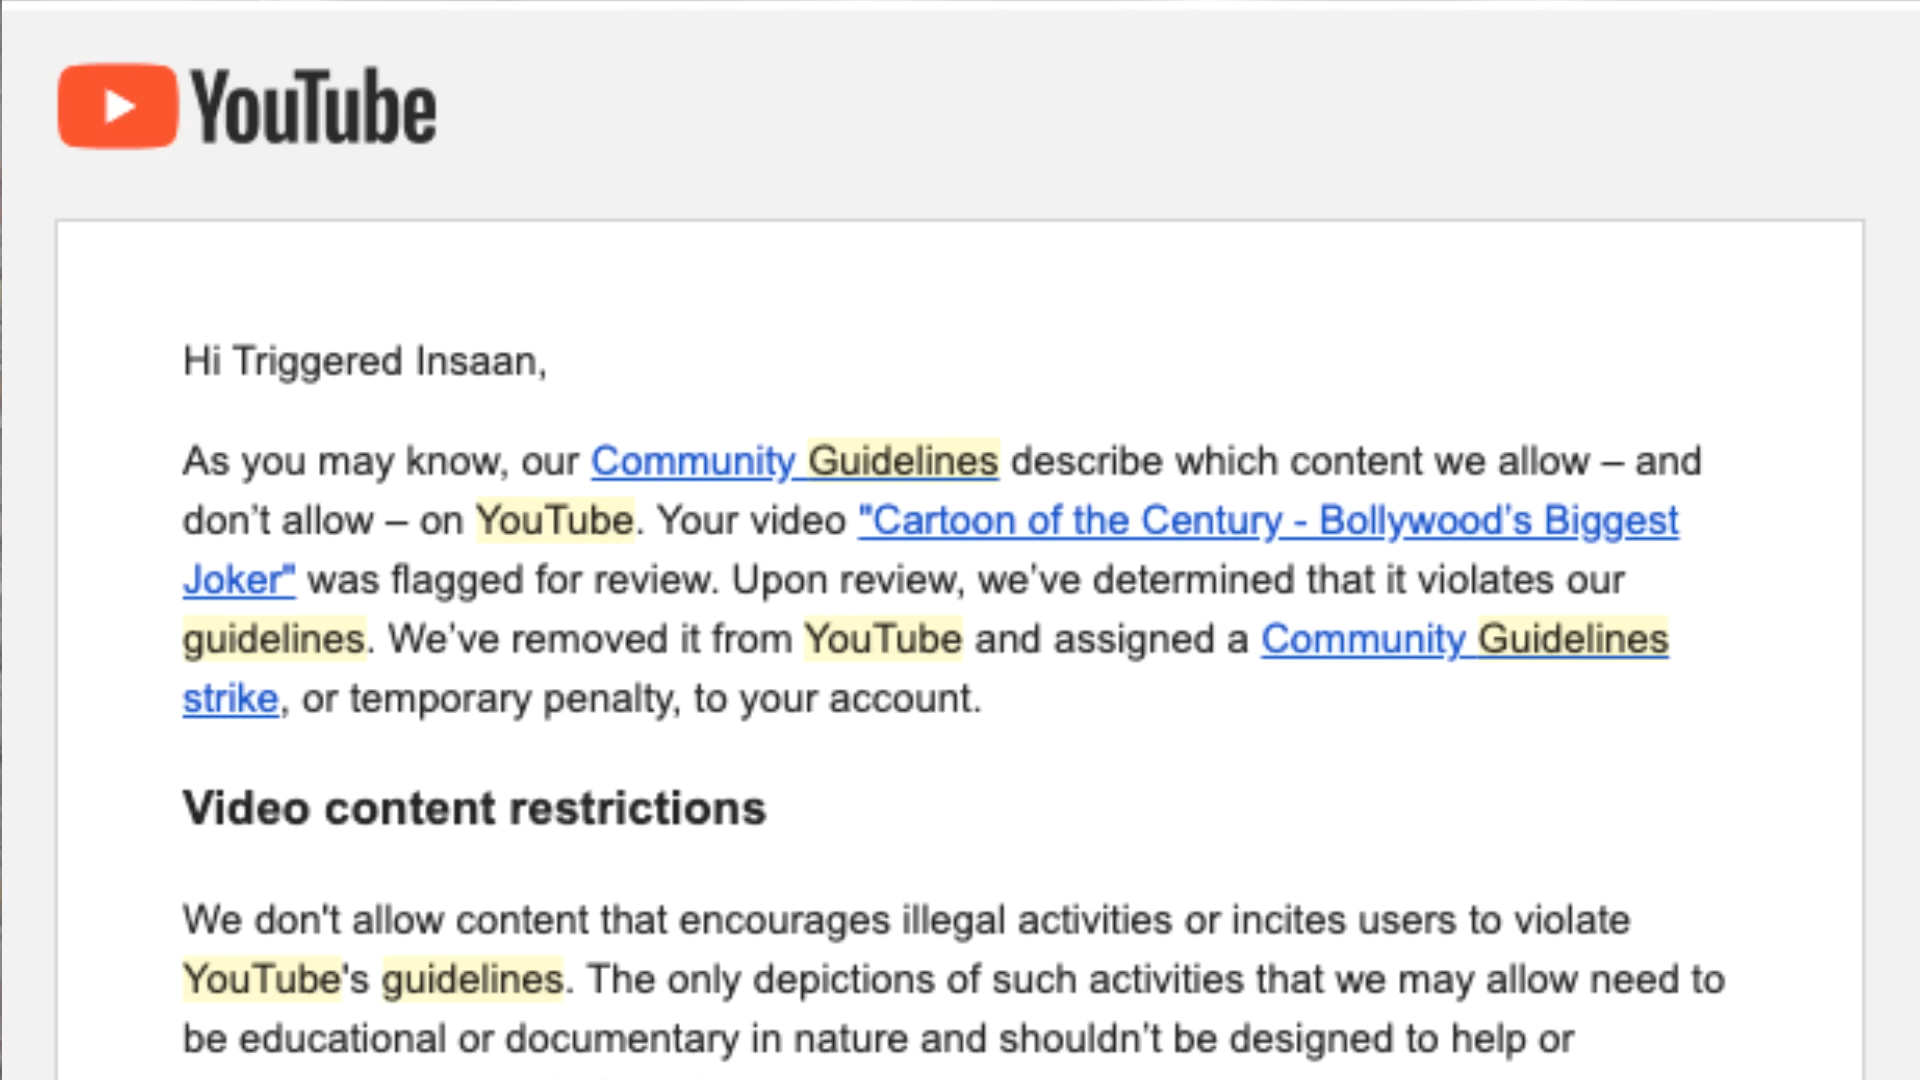 YouTube
Hi Triggered Insaan,
As you may know, our Community Guidelines describe which content we allow – and
don’t allow – on YouTube. Your video "Cartoon of the Century - Bollywood’s Biggest
Joker" was flagged for review. Upon review, we’ve determined that it violates our
guidelines. We’ve removed it from YouTube and assigned a Community Guidelines
strike, or temporary penalty, to your account.
Video content restrictions
We don't allow content that encourages illegal activities or incites users to violate
YouTube's guidelines. The only depictions of such activities that we may allow need to
be educational or documentary in nature and shouldn’t be designed to help or